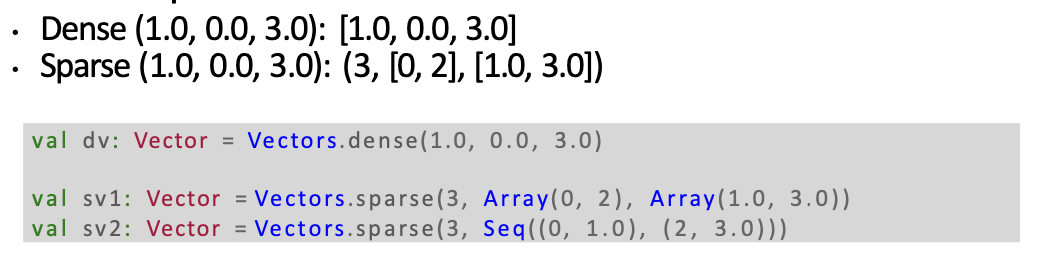 • Dense (1.0, 0.0, 3.0): [1.0, 0.0, 3.0]
• Sparse (1.0, 0.0, 3.0): (3, [0, 2], [1.0, 3.0])
val dv: Vector = Vectors.dense(1.0, 0.0, 3.0)
val sv1: Vector = Vectors.sparse(3, Array(0, 2), Array(1.0, 3.0))
val sv2: Vector = Vectors.sparse(3, Seq((0, 1.0), (2, 3.0)))